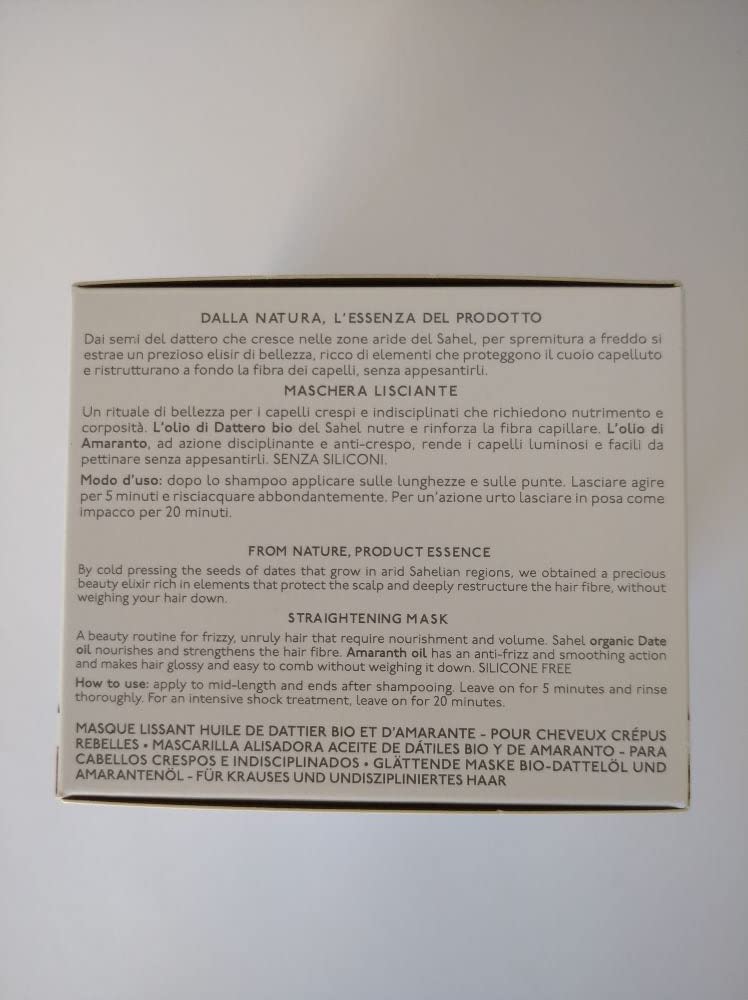 DALLA NATURA, L'ESSENZA DEL PRODOTTO
Dai semi del dattero che cresce nelle zone aride del Sahel, per spremitura a freddo si
estrae un prezioso elisir di bellezza, ricco di elementi che proteggono il cuoio capelluto
e ristrutturano a fondo la fibra dei capelli, senza appesantirli.
MASCHERA LISCIANTE
Un rituale di bellezza per i capelli crespi e indisciplinati che richiedono nutrimento e
corposità. L'olio di Dattero bio del Sahel nutre e rinforza la fibra capillare. L'olio di
Amaranto, ad azione disciplinante e anti-crespo, rende i capelli luminosi e facili da
pettinare senza appesantirli. SENZA SILICONI.
Modo d'uso: dopo lo shampoo applicare sulle lunghezze e sulle punte. Lasciare agire
per 5 minuti e risciacquare abbondantemente. Per un'azione urto lasciare in posa come
impacco per 20 minuti.
FROM NATURE, PRODUCT ESSENCE
By cold pressing the seeds of dates that grow in arid Sahelian regions, we obtained a precious
beauty elixir rich in elements that protect the scalp and deeply restructure the hair fibre, without
weighing your hair down.
STRAIGHTENING MASK
A beauty routine for frizzy, unruly hair that require nourishment and volume. Sahel organic Date
oil nourishes and strengthens the hair fibre. Amaranth oil has an anti-frizz and smoothing action
and makes hair glossy and easy to comb without weighing it down. SILICONE FREE
How to use: apply to mid-length and ends after shampooing. Leave on for 5 minutes and rinse
thoroughly. For an intensive shock treatment, leave on for 20 minutes.
MASQUE LISSANT HUILE DE DATTIER BIO ET D'AMARANTE - POUR CHEVEUX CRÉPUS
REBELLES • MASCARILLA ALISADORA ACEITE DE DÁTILES BIO Y DE AMARANTO - PARA
CABELLOS CRESPOS E INDISCIPLINADOS • GLÄTTENDE MASKE BIO-DATTELÖL UND
AMARANTENÖL - FÜR KRAUSES UND UNDISZIPLINIERTES HAAR